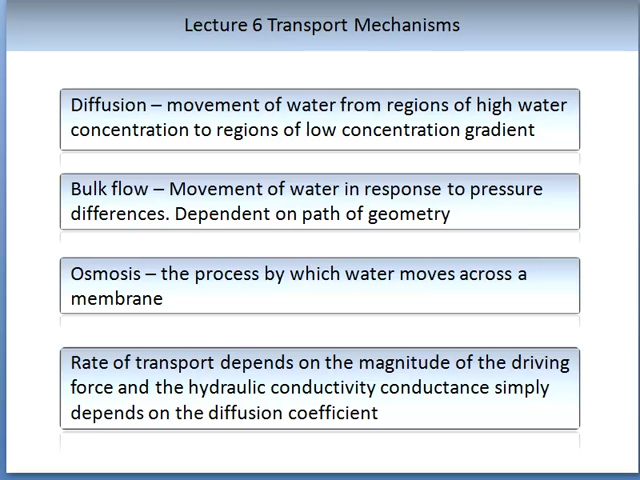 Lecture 6 Transport Mechanisms
Diffusion – movement of water from regions of high water
concentration to regions of low concentration gradient
Bulk flow – Movement of water in response to pressure
differences. Dependent on path of geometry
Osmosis – the process by which water moves across a
membrane
Rate of transport depends on the magnitude of the driving
force and the hydraulic conductivity conductance simply
depends on the diffusion coefficient